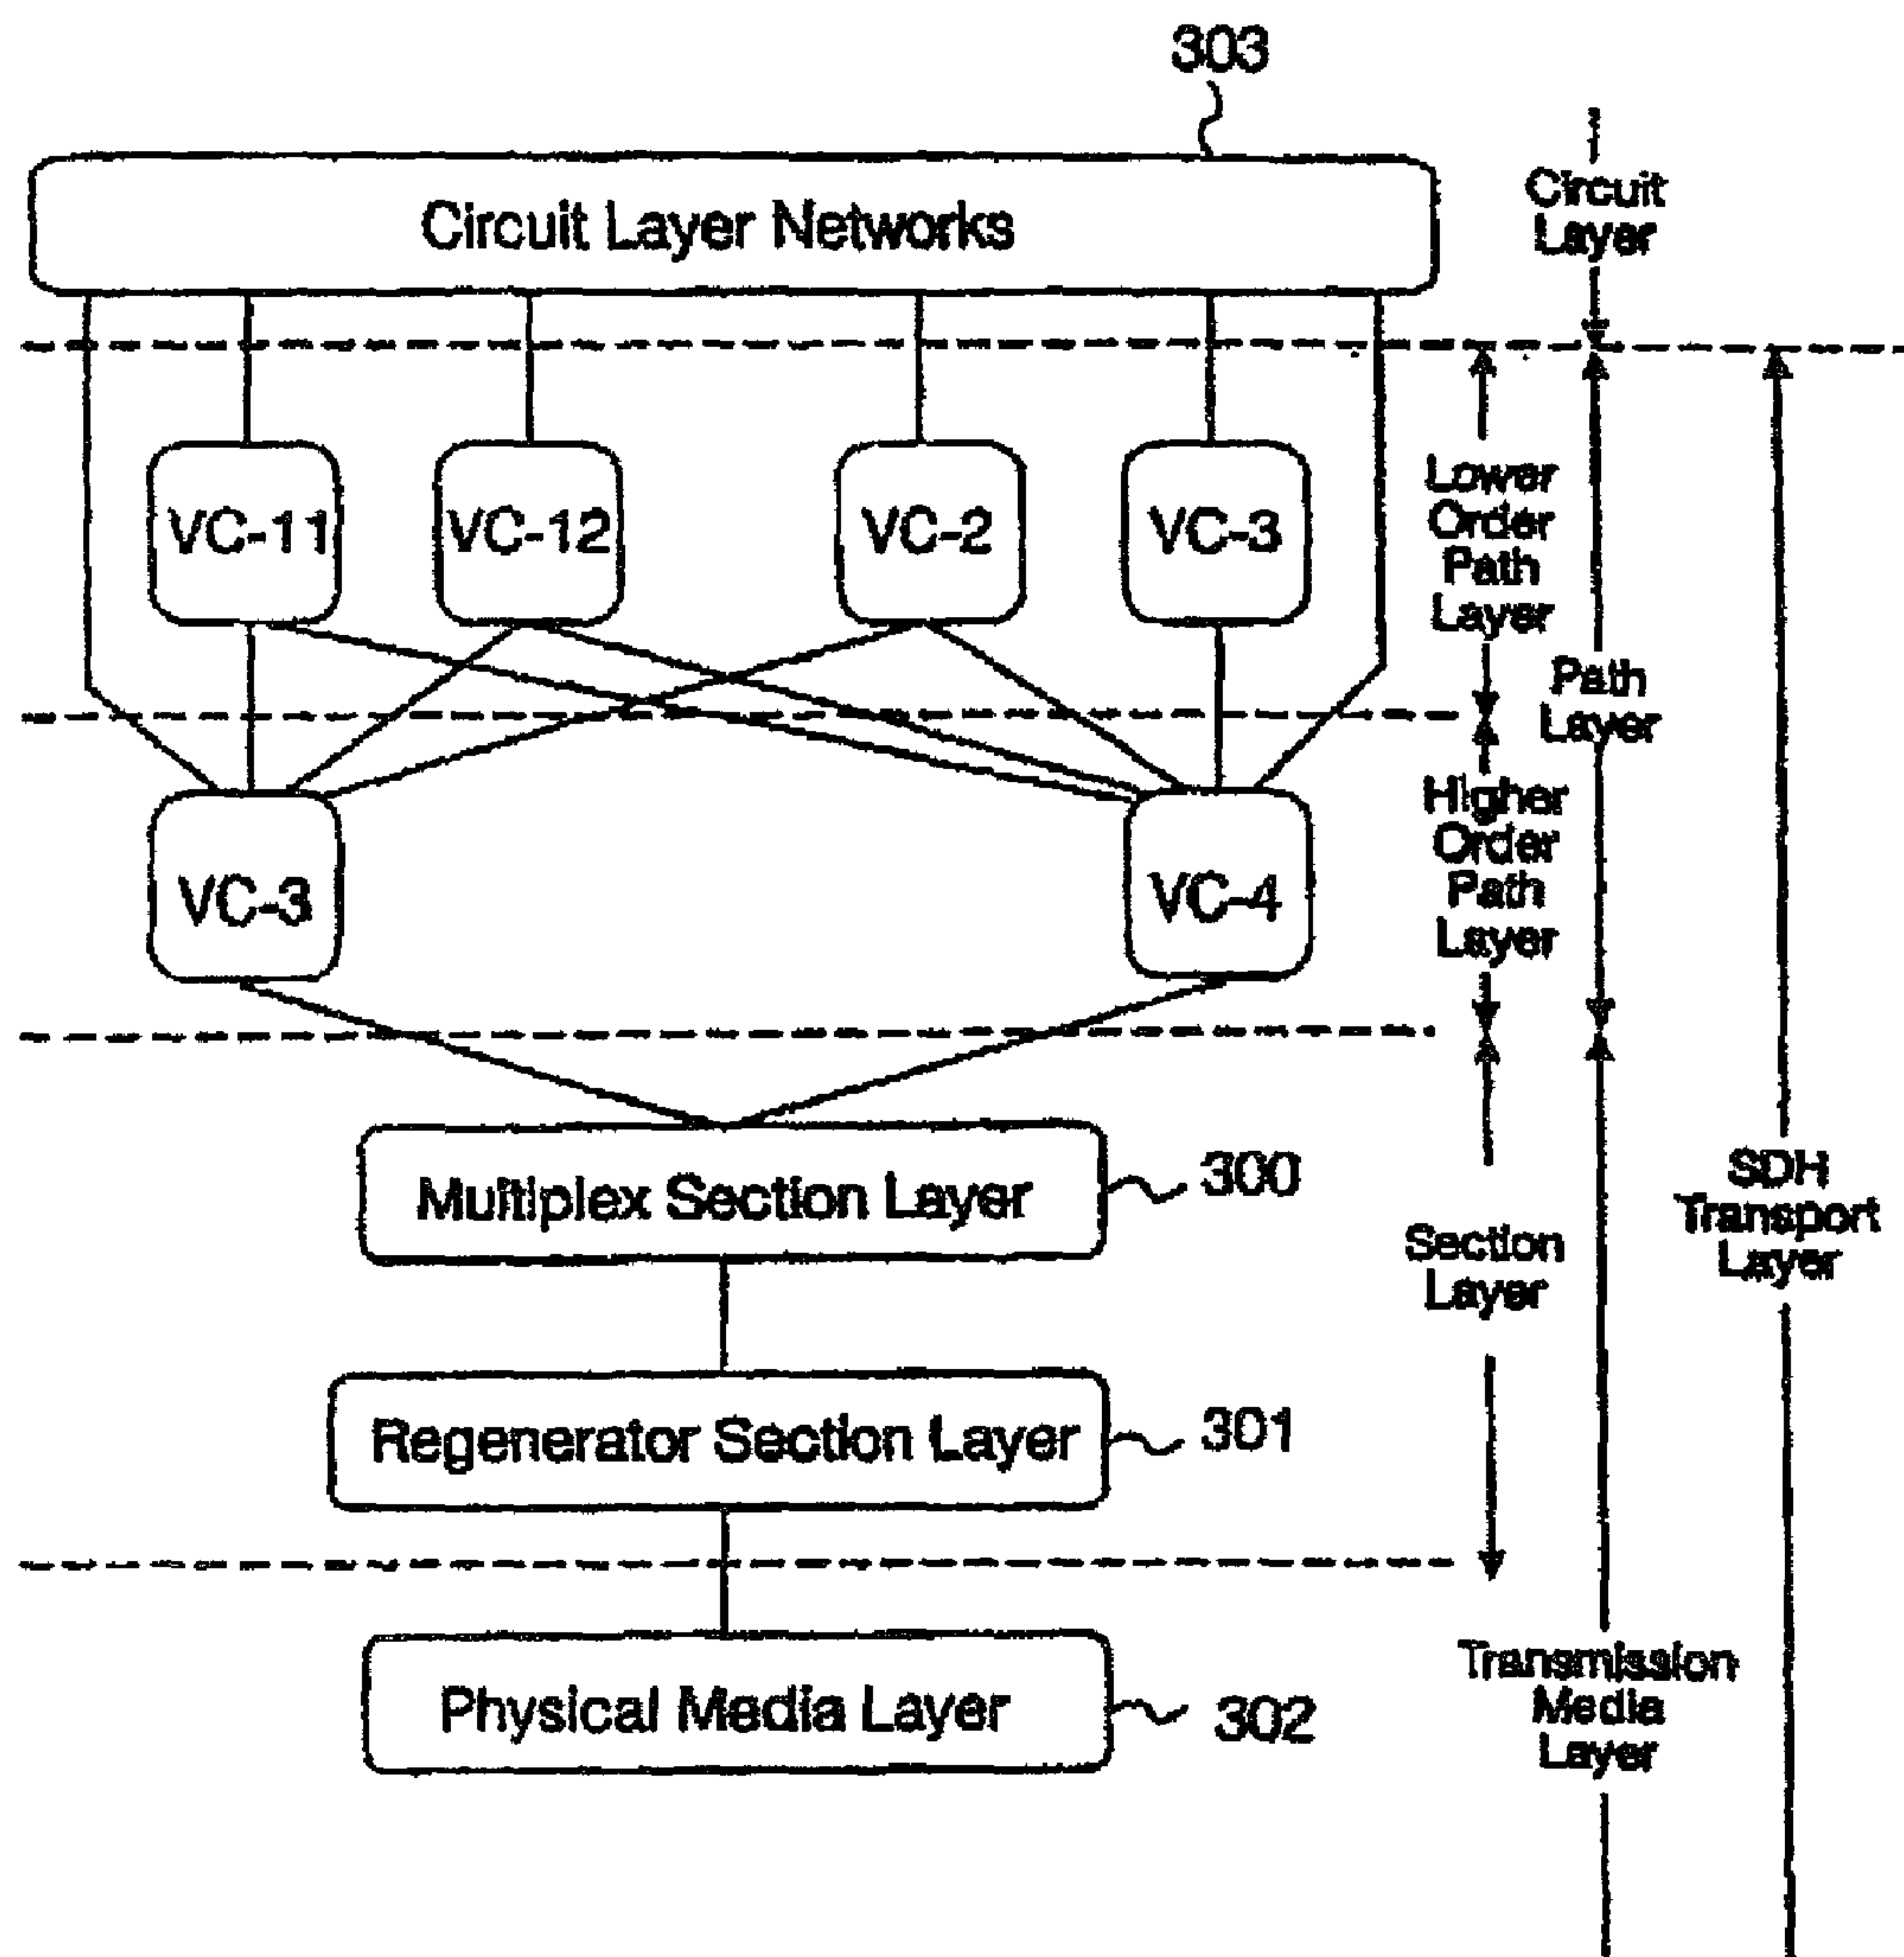 303
Circuit Layer Networks
Circuit
Layer
VC-11
VC-12
VC-2
VC-3
Lower
Order
Path
Layer
Path
Layer
VC-3
VC-4
Higher
Order
Path
Layer
Multiplex Section Layer
300
Section
Layer
SDH
Transport
Layer
Regenerator Section Layer
301
Physical Media Layer
302
Transmission
Media
Layer